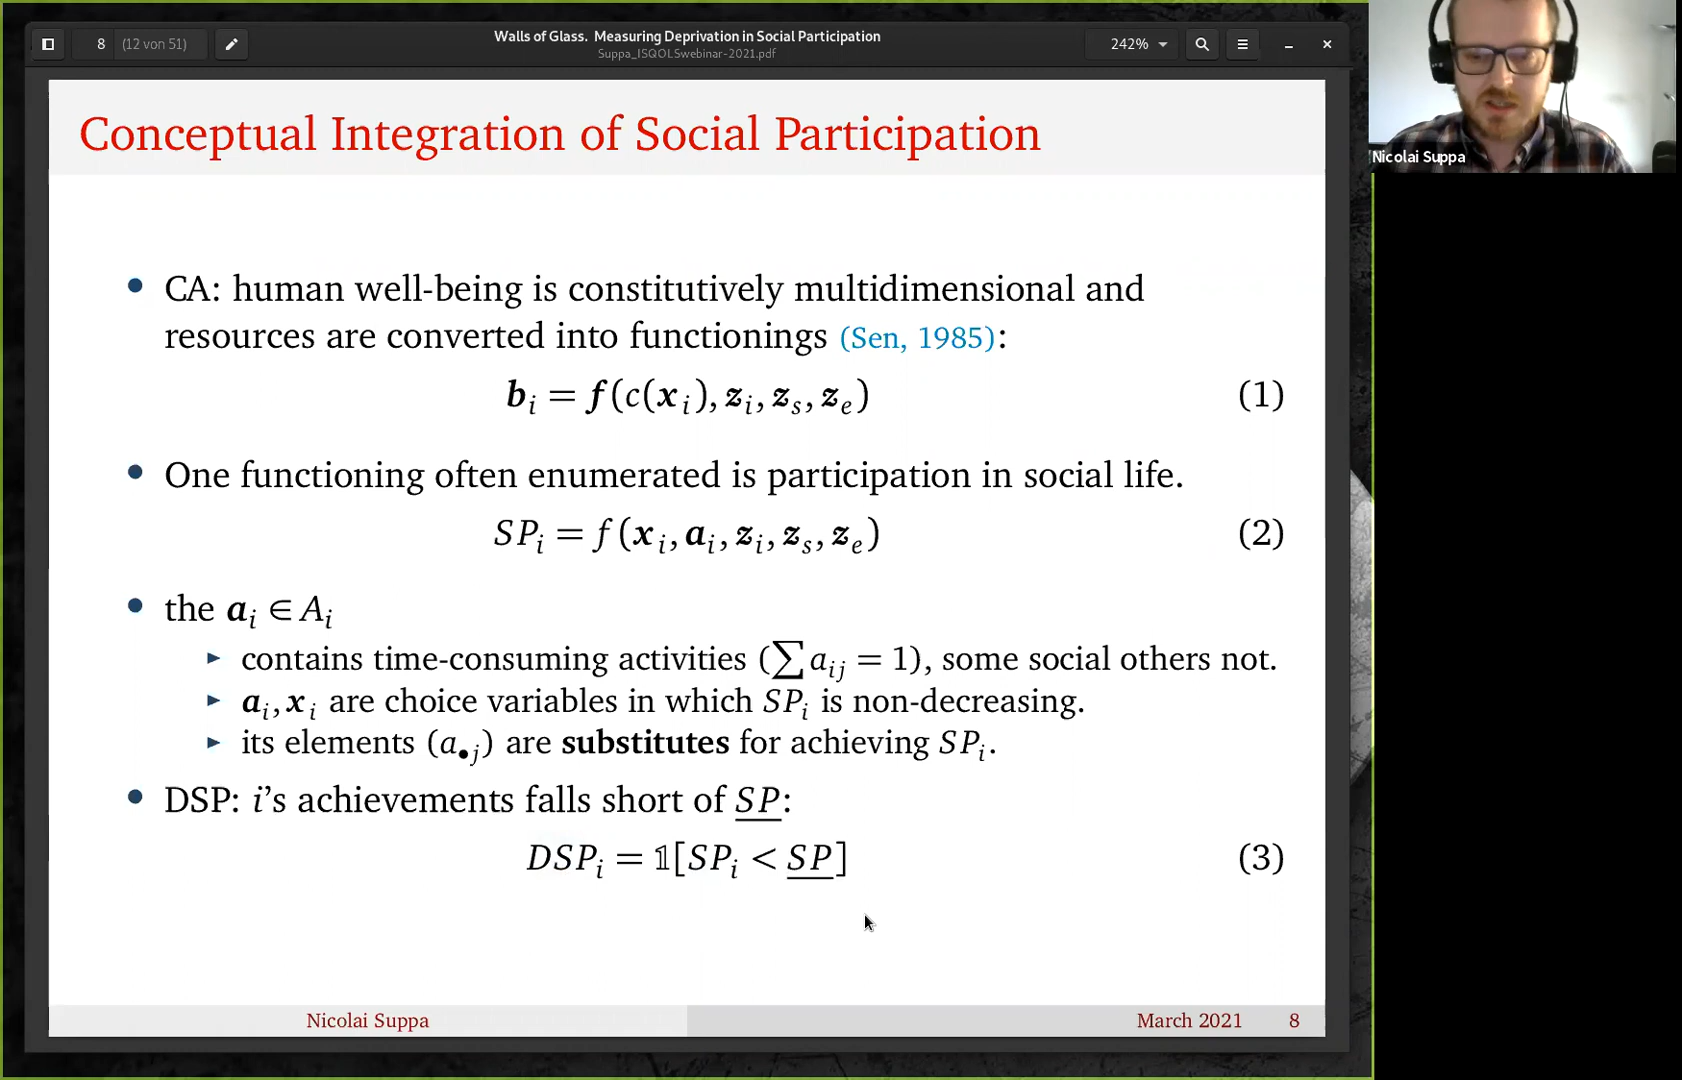 8 (12 von 51)
Walls of Glass. Measuring Deprivation in Social Participation
Suppa_ISQOLSwebinar-2021.pdf
242%
Nicolai Suppa
Conceptual Integration of Social Participation
• CA: human well-being is constitutively multidimensional and
resources are converted into functionings (Sen, 1985):
b_i = f(c(x_i), z_i, z_s, z_e) (1)
• One functioning often enumerated is participation in social life.
SP_i = f(x_i, a_i, z_i, z_s, z_e) (2)
• the a_i ∈ A_i
► contains time-consuming activities (∑ a_ij = 1), some social others not.
► a_i, x_i are choice variables in which SP_i is non-decreasing.
► its elements (a_•j) are substitutes for achieving SP_i.
• DSP: i’s achievements falls short of SP:
DSP_i = 𝟙[SP_i < SP] (3)
Nicolai Suppa March 2021 8